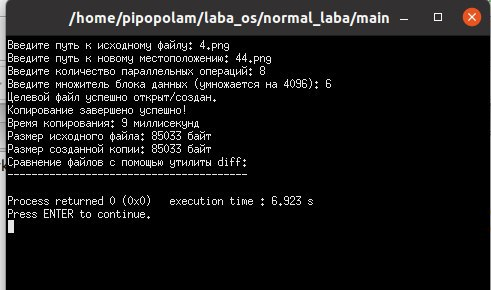 /home/pipopolam/laba_os/normal_laba/main
Введите путь к исходному файлу: 4.png
Введите путь к новому местоположению: 44.png
Введите количество параллельных операций: 8
Введите множитель блока данных (умножается на 4096): 6
Целевой файл успешно открыт/создан.
Копирование завершено успешно!
Время копирования: 9 миллисекунд
Размер исходного файла: 85033 байт
Размер созданной копии: 85033 байт
Сравнение файлов с помощью утилиты diff:
----------------------------------------
Process returned 0 (0x0)   execution time : 6.923 s
Press ENTER to continue.